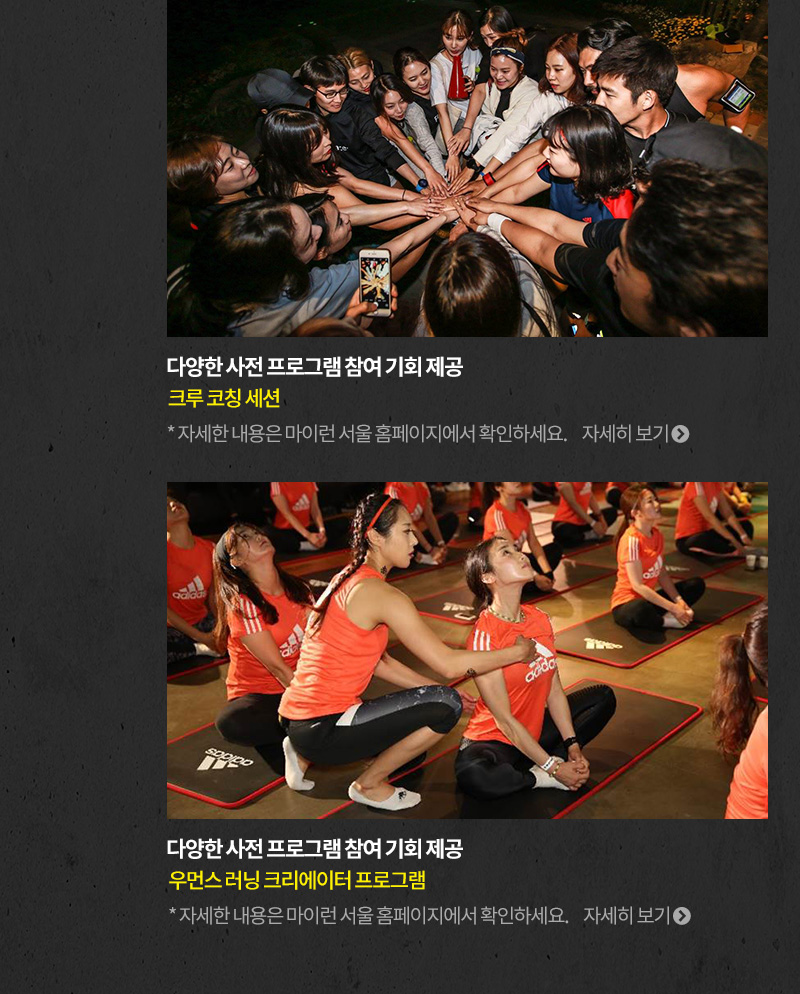 다양한 사전 프로그램 참여 기회 제공
크루 코칭 세션
* 자세한 내용은 마이런 서울 홈페이지에서 확인하세요. 자세히 보기
adidas
adidas
adidas
adidas
다양한 사전 프로그램 참여 기회 제공
우먼스 러닝 크리에이터 프로그램
* 자세한 내용은 마이런 서울 홈페이지에서 확인하세요. 자세히 보기